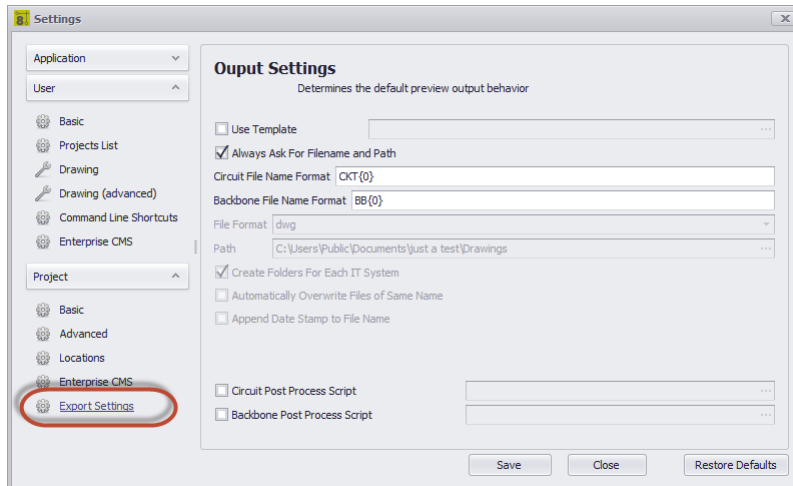 8
Settings
Application
User
Basic
Projects List
Drawing
Drawing (advanced)
Command Line Shortcuts
Enterprise CMS
Project
Basic
Advanced
Locations
Enterprise CMS
Export Settings
Ouput Settings
Determines the default preview output behavior
Use Template ...
Always Ask For Filename and Path
Circuit File Name Format CKT{0}
Backbone File Name Format BB{0}
File Format dwg
Path C:\Users\Public\Documents\just a test\Drawings ...
Create Folders For Each IT System
Automatically Overwrite Files of Same Name
Append Date Stamp to File Name
Circuit Post Process Script ...
Backbone Post Process Script ...
Save Close Restore Defaults